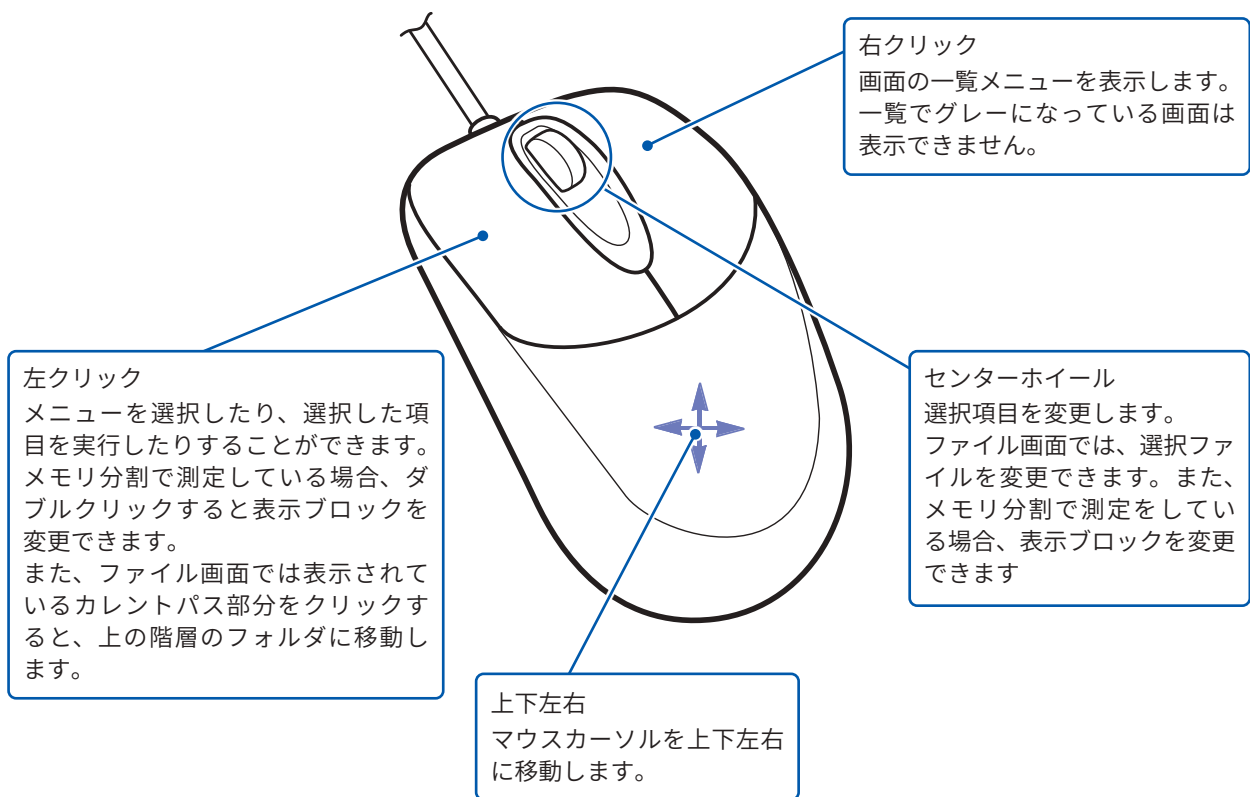 右クリック
画面の一覧メニューを表示します。
一覧でグレーになっている画面は
表示できません。
左クリック
メニューを選択したり、選択した項
目を実行したりすることができます。
メモリ分割で測定している場合、ダ
ブルクリックすると表示ブロックを
変更できます。
また、ファイル画面では表示されて
いるカレントパス部分をクリックす
ると、上の階層のフォルダに移動し
ます。
センターホイール
選択項目を変更します。
ファイル画面では、選択ファ
イルを変更できます。また、
メモリ分割で測定をしてい
る場合、表示ブロックを変更
できます
上下左右
マウスカーソルを上下左右
に移動します。